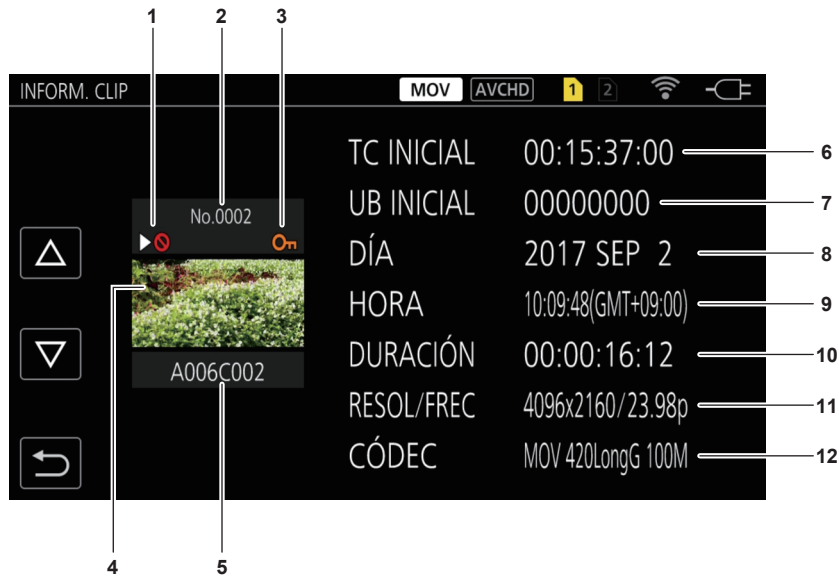 1 2 3
INFORM. CLIP MOV AVCHD 1 2
No.0002
A006C002
TC INICIAL 00:15:37:00 6
UB INICIAL 00000000 7
DÍA 2017 SEP 2 8
HORA 10:09:48(GMT+09:00) 9
DURACIÓN 00:00:16:12 10
RESOL/FREC 4096x2160/23.98p 11
CÓDEC MOV 420LongG 100M 12
4 5